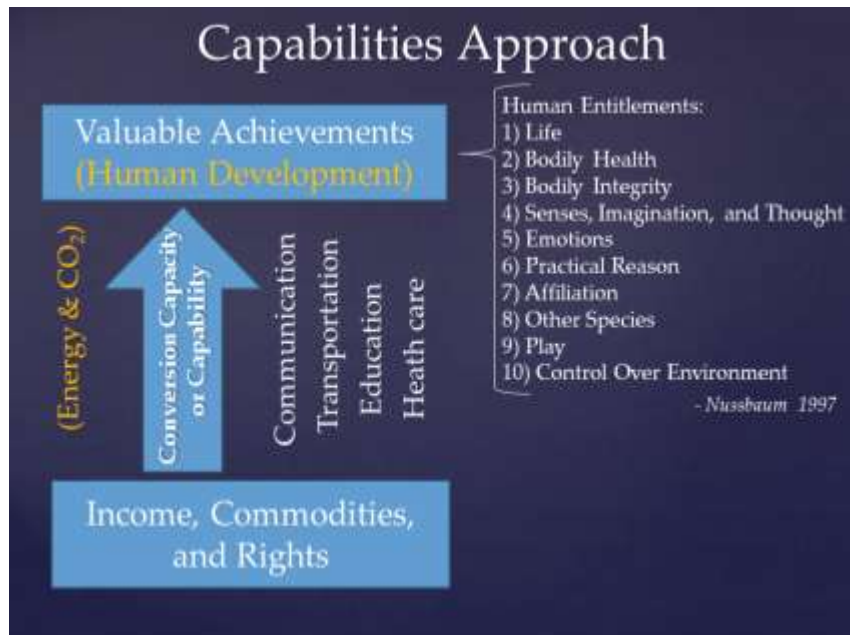 Capabilities Approach
Valuable Achievements
(Human Development)
Human Entitlements:
1) Life
2) Bodily Health
3) Bodily Integrity
4) Senses, Imagination, and Thought
5) Emotions
6) Practical Reason
7) Affiliation
8) Other Species
9) Play
10) Control Over Environment
- Nussbaum 1997
(Energy & CO₂)
Conversion Capacity
or Capability
Communication
Transportation
Education
Heath care
Income, Commodities,
and Rights